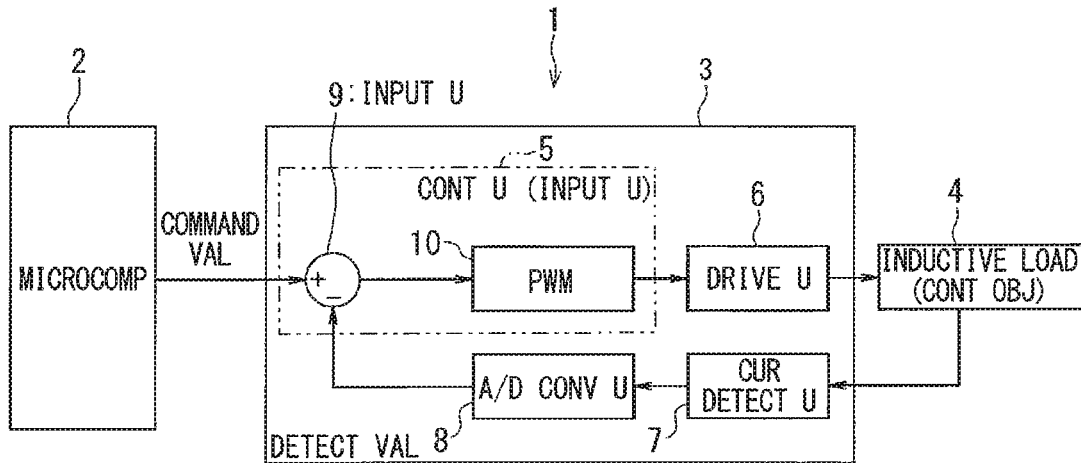 1
2
3
9:INPUT U
5
CONT U (INPUT U)
6
4
COMMAND
VAL
10
+
−
MICROCOMP
PWM
DRIVE U
INDUCTIVE LOAD
(CONT OBJ)
A/D CONV U
CUR
DETECT U
8
7
DETECT VAL